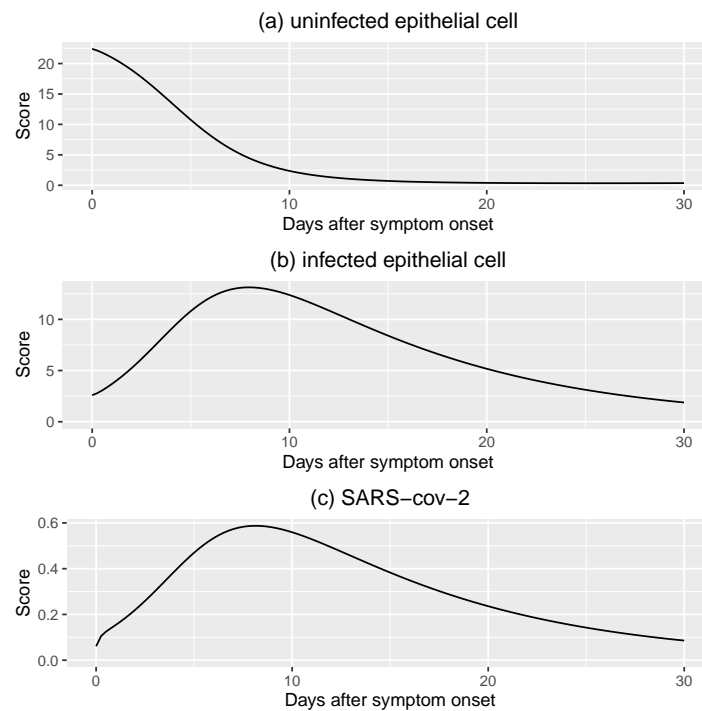 (a) uninfected epithelial cell
20
15
10
5
0
Score
0 10 20 30
Days after symptom onset
(b) infected epithelial cell
10
5
0
Score
0 10 20 30
Days after symptom onset
(c) SARS−cov−2
0.6
0.4
0.2
0.0
Score
0 10 20 30
Days after symptom onset